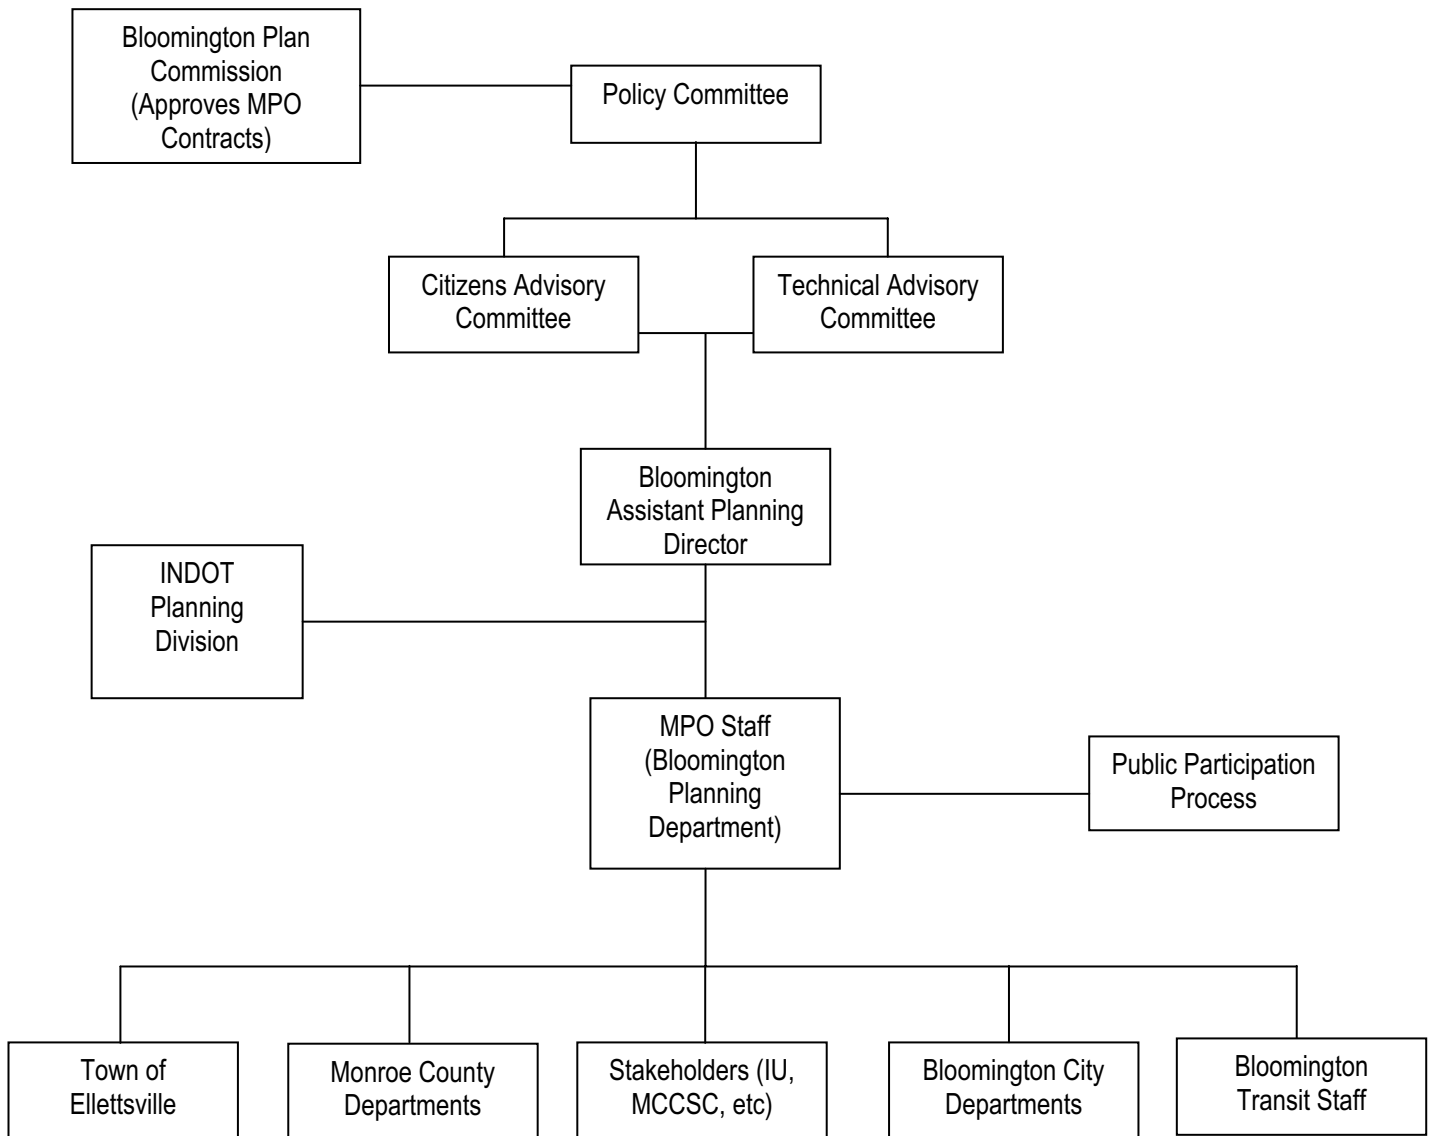 Bloomington Plan
Commission
(Approves MPO
Contracts)
Policy Committee
Citizens Advisory
Committee
Technical Advisory
Committee
Bloomington
Assistant Planning
Director
INDOT
Planning
Division
MPO Staff
(Bloomington
Planning
Department)
Public Participation
Process
Town of
Ellettsville
Monroe County
Departments
Stakeholders (IU,
MCCSC, etc)
Bloomington City
Departments
Bloomington
Transit Staff